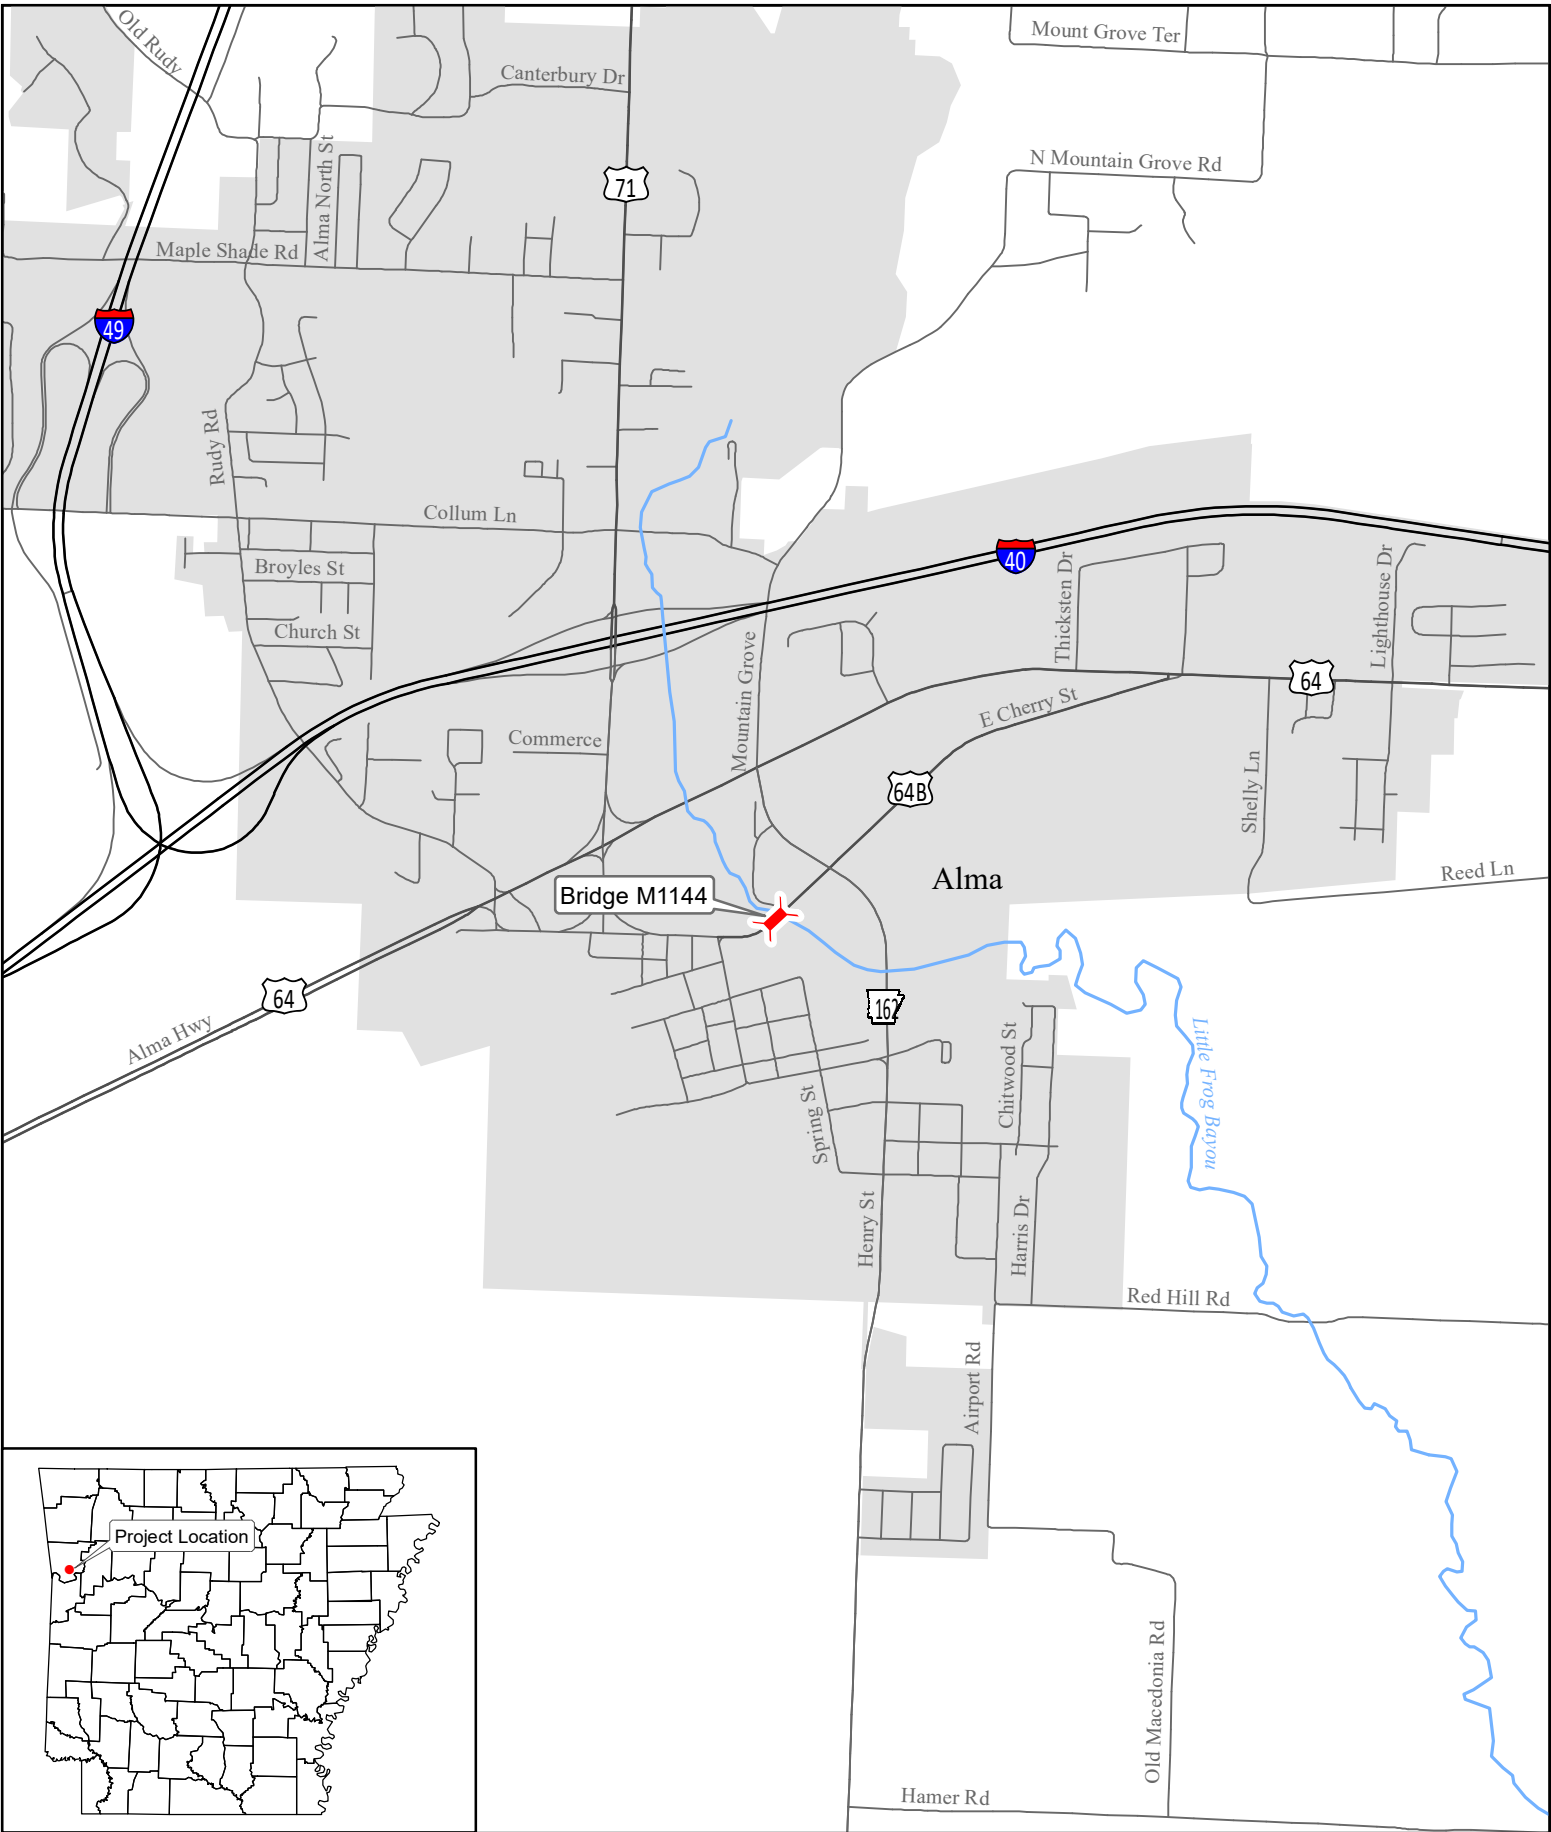 Old Rudy
Mount Grove Ter
Canterbury Dr
Alma North St
71
N Mountain Grove Rd
Maple Shade Rd
49
Rudy Rd
Collum Ln
40
Broyles St
Thicksten Dr
Lighthouse Dr
Church St
Mountain Grove
64
E Cherry St
Commerce
64B
Shelly Ln
Alma
Reed Ln
Bridge M1144
64
162
Alma Hwy
Chitwood St
Little Frog Bayou
Spring St
Henry St
Harris Dr
Red Hill Rd
Airport Rd
Project Location
Old Macedonia Rd
Hamer Rd